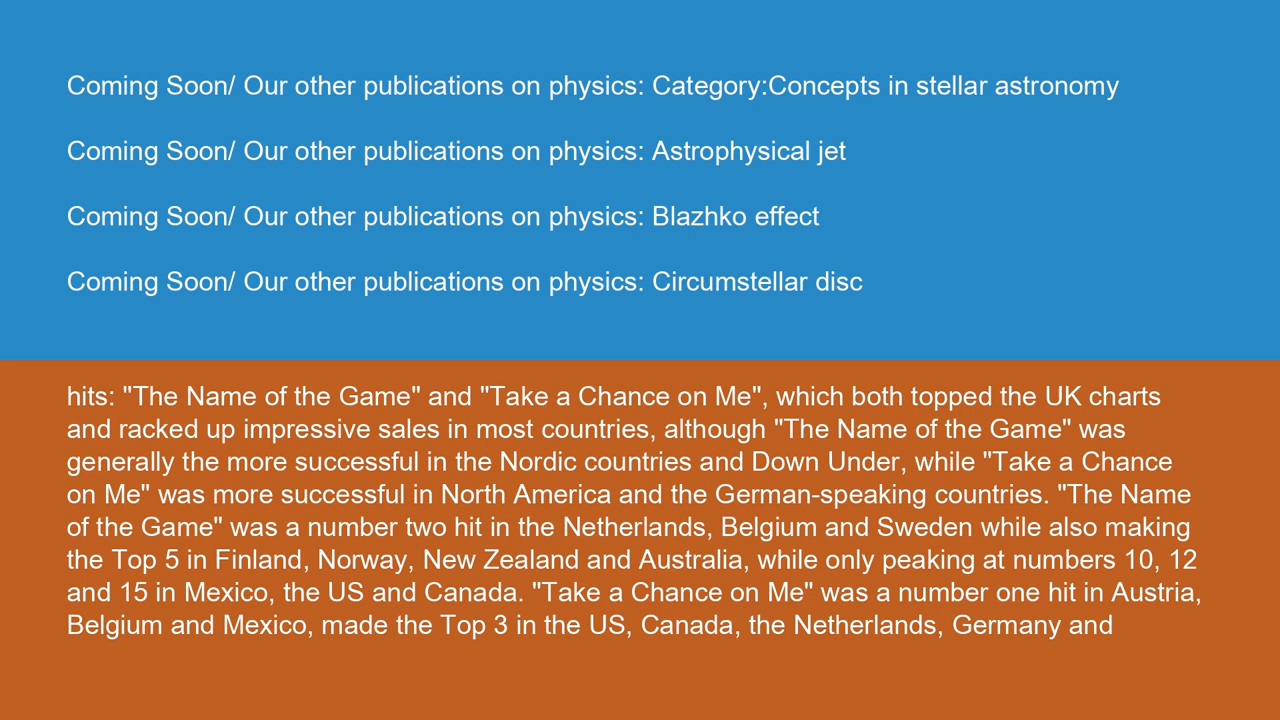 Coming Soon/ Our other publications on physics: Category:Concepts in stellar astronomy
Coming Soon/ Our other publications on physics: Astrophysical jet
Coming Soon/ Our other publications on physics: Blazhko effect
Coming Soon/ Our other publications on physics: Circumstellar disc
hits: "The Name of the Game" and "Take a Chance on Me", which both topped the UK charts
and racked up impressive sales in most countries, although "The Name of the Game" was
generally the more successful in the Nordic countries and Down Under, while "Take a Chance
on Me" was more successful in North America and the German-speaking countries. "The Name
of the Game" was a number two hit in the Netherlands, Belgium and Sweden while also making
the Top 5 in Finland, Norway, New Zealand and Australia, while only peaking at numbers 10, 12
and 15 in Mexico, the US and Canada. "Take a Chance on Me" was a number one hit in Austria,
Belgium and Mexico, made the Top 3 in the US, Canada, the Netherlands, Germany and